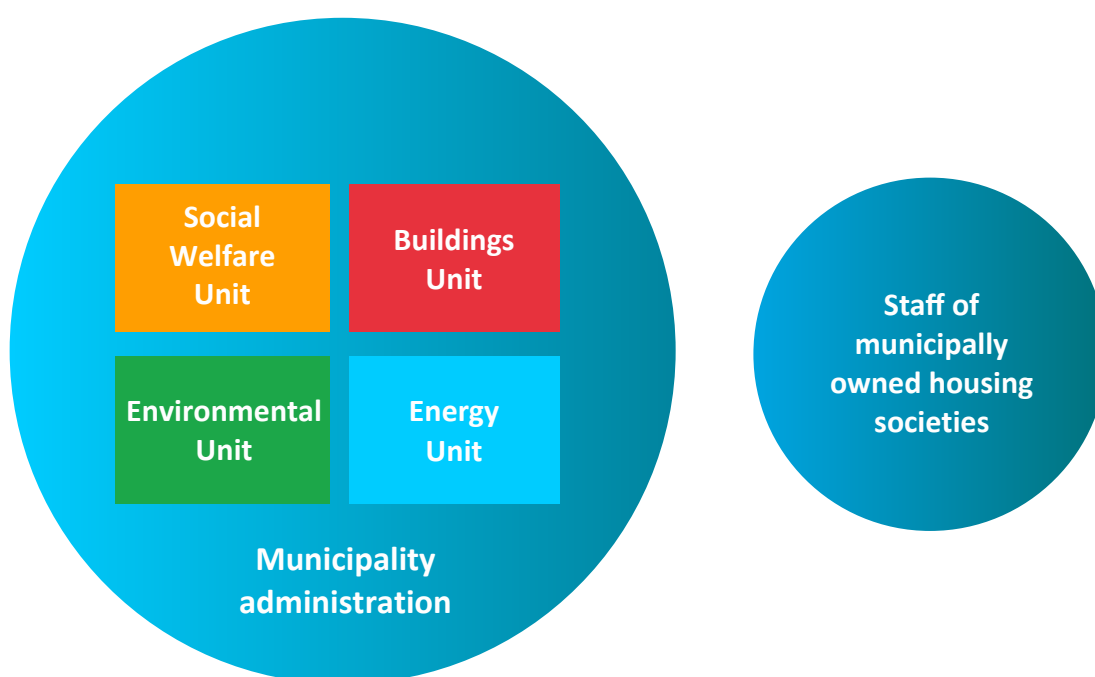 Social
Welfare
Unit
Buildings
Unit
Environmental
Unit
Energy
Unit
Municipality
administration
Staff of
municipally
owned housing
societies